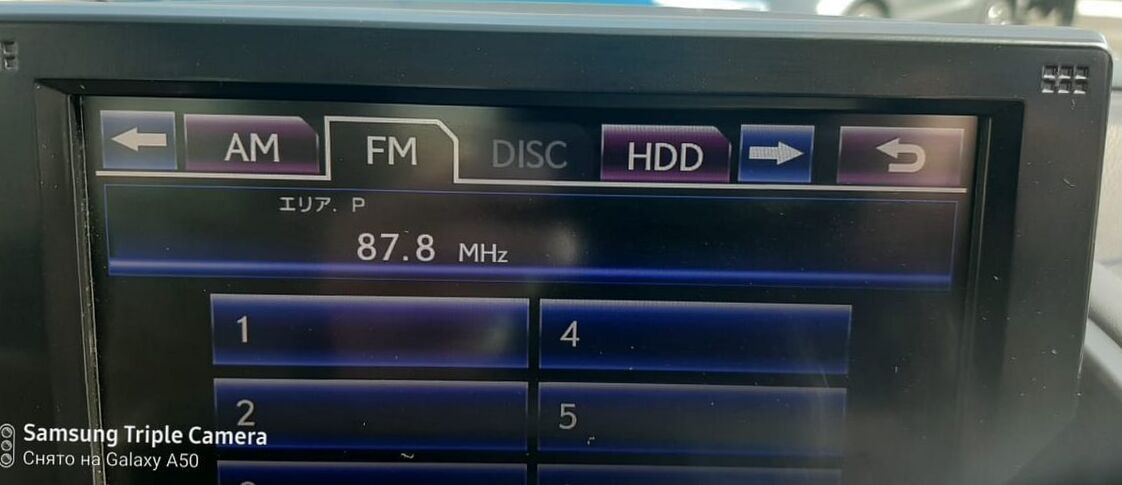 AM FM DISC HDD
エリア. P
87.8 MHz
1 4
2 5
Samsung Triple Camera
Снято на Galaxy A50